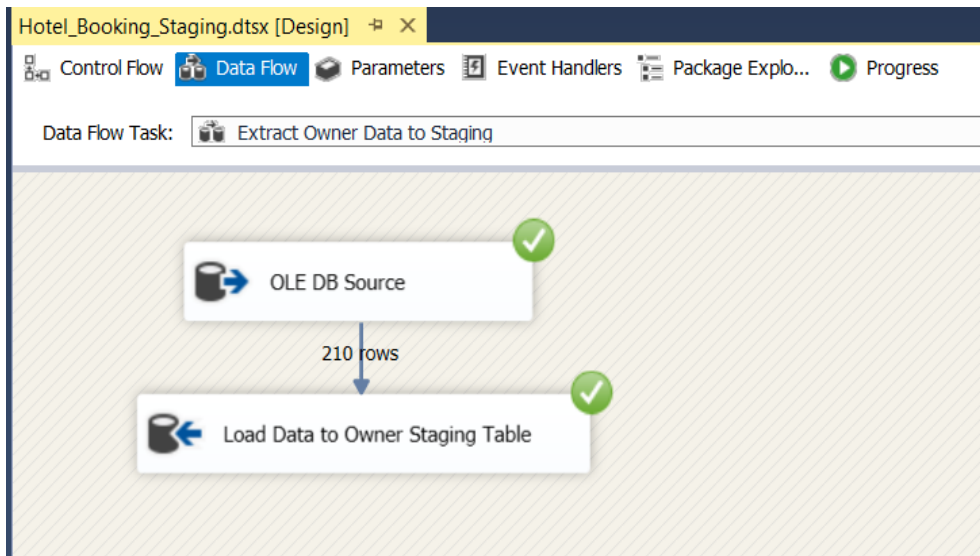 Hotel_Booking_Staging.dtsx [Design]
Control Flow Data Flow Parameters Event Handlers Package Explo... Progress
Data Flow Task: Extract Owner Data to Staging
OLE DB Source
210 rows
Load Data to Owner Staging Table